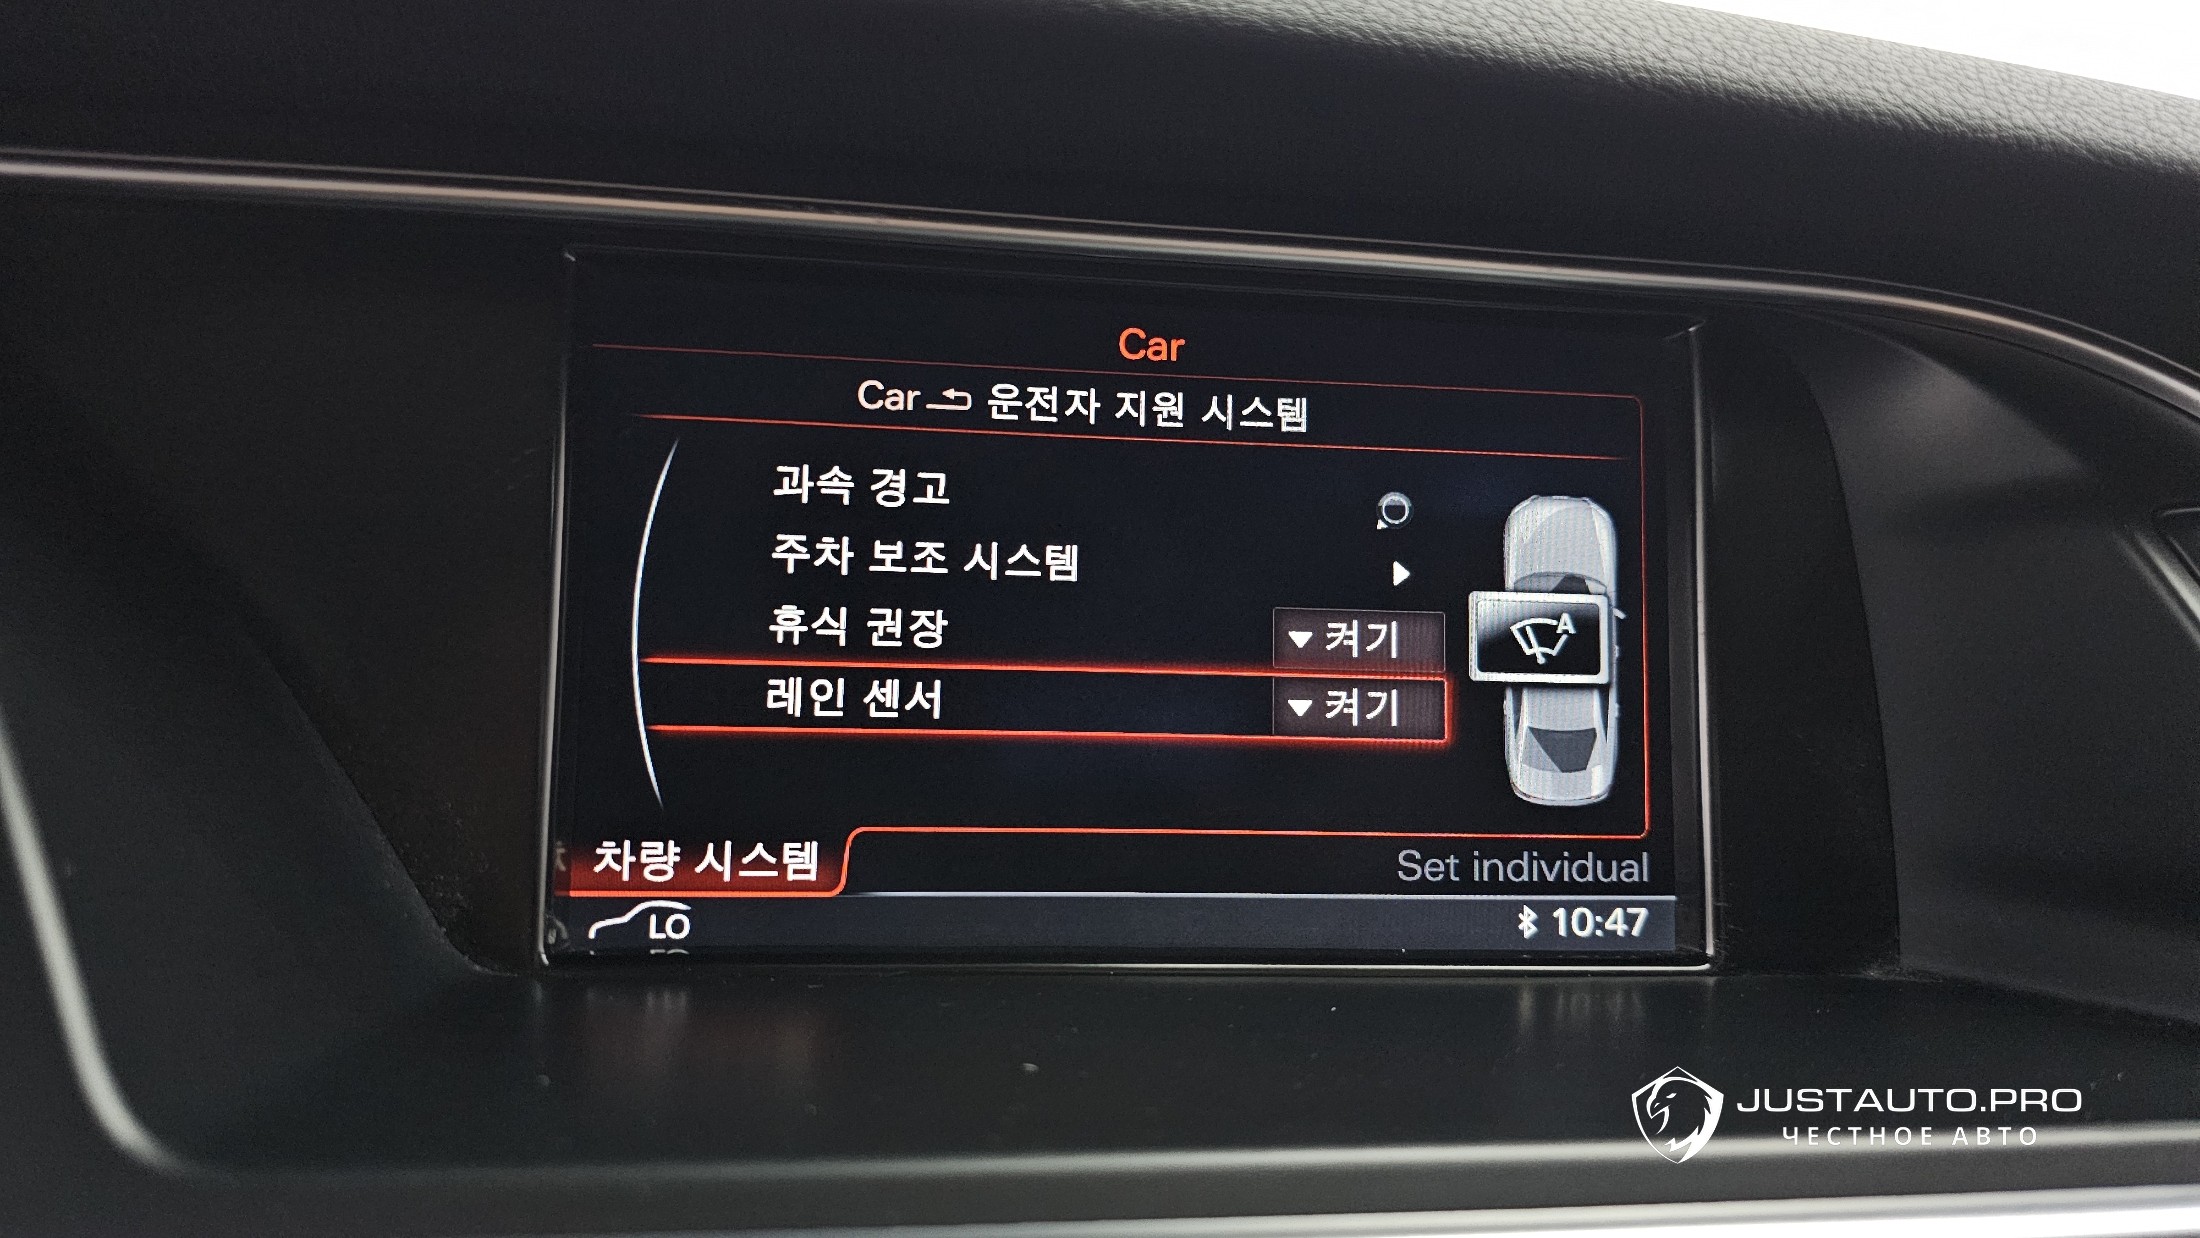 Car
Car 운전자 지원 시스템
과속 경고
주차 보조 시스템
휴식 권장 켜기
레인 센서 켜기
A
차량 시스템 Set individual
LO 10:47
JUSTAUTO.PRO
ЧЕСТНОЕ АВТО